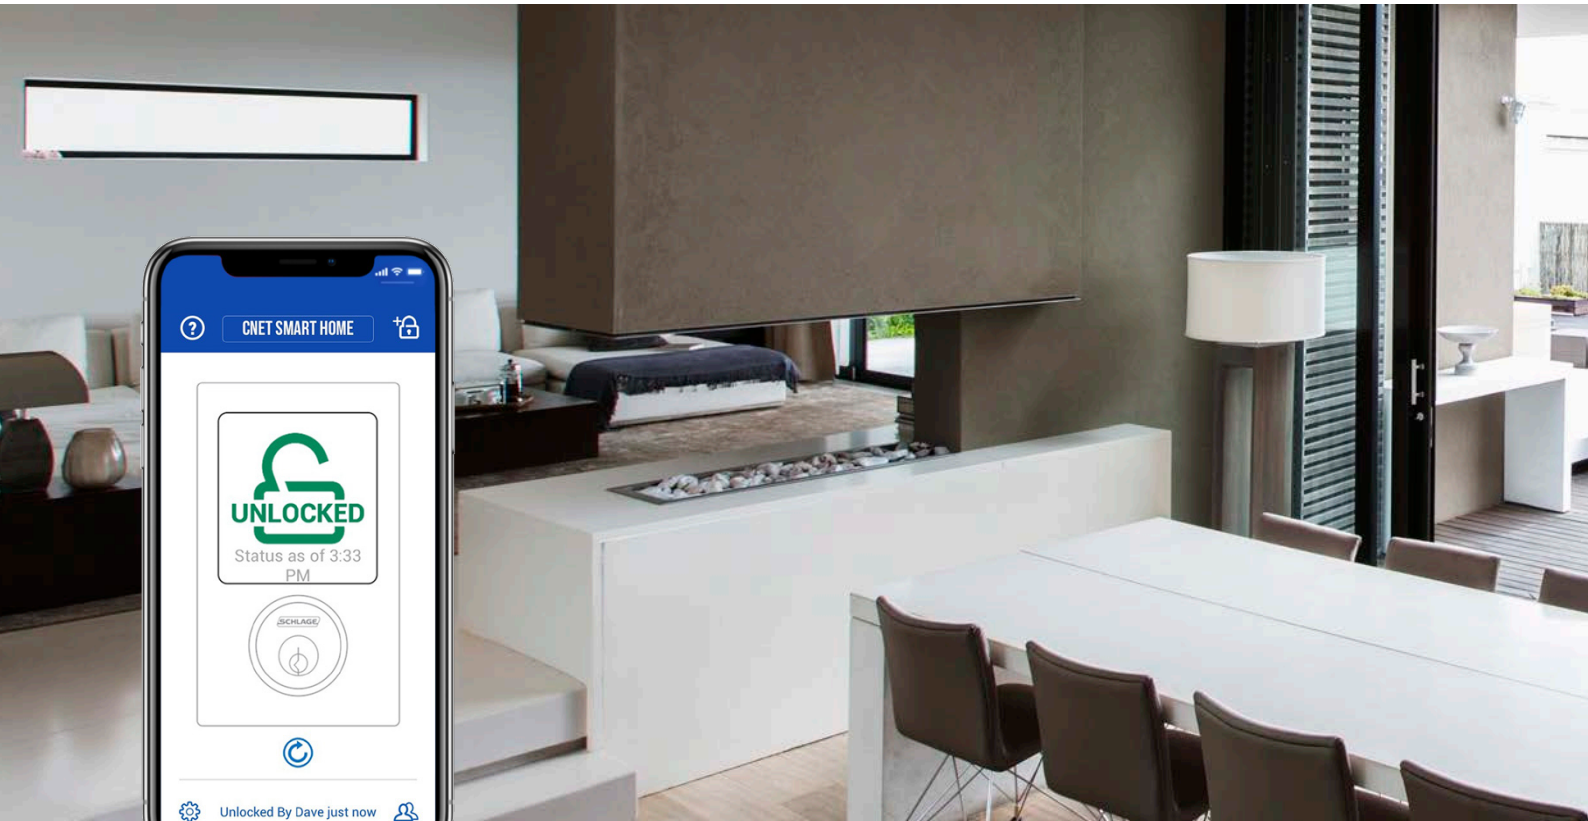 CNET SMART HOME
UNLOCKED
Status as of 3:33
PM
SCHLAGE
Unlocked By Dave just now